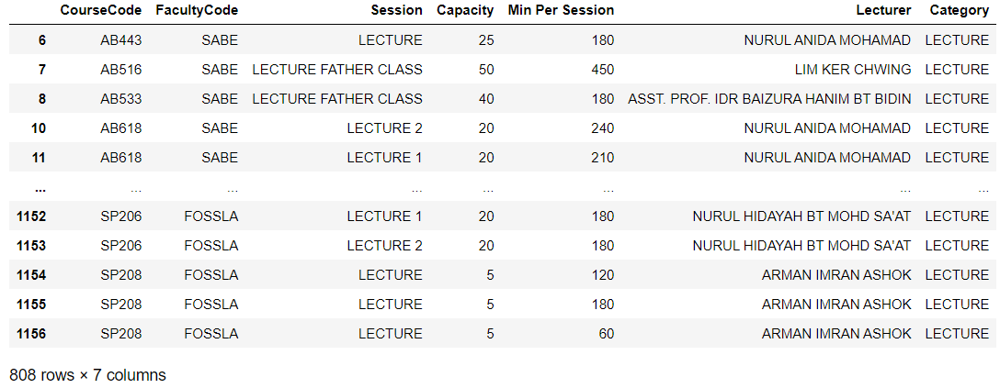 CourseCode FacultyCode Session Capacity Min Per Session Lecturer Category
6 AB443 SABE LECTURE 25 180 NURUL ANIDA MOHAMAD LECTURE
7 AB516 SABE LECTURE FATHER CLASS 50 450 LIM KER CHWING LECTURE
8 AB533 SABE LECTURE FATHER CLASS 40 180 ASST. PROF. IDR BAIZURA HANIM BT BIDIN LECTURE
10 AB618 SABE LECTURE 2 20 240 NURUL ANIDA MOHAMAD LECTURE
11 AB618 SABE LECTURE 1 20 210 NURUL ANIDA MOHAMAD LECTURE
... ... ... ... ... ... ... ...
1152 SP206 FOSSLA LECTURE 1 20 180 NURUL HIDAYAH BT MOHD SA'AT LECTURE
1153 SP206 FOSSLA LECTURE 2 20 180 NURUL HIDAYAH BT MOHD SA'AT LECTURE
1154 SP208 FOSSLA LECTURE 5 120 ARMAN IMRAN ASHOK LECTURE
1155 SP208 FOSSLA LECTURE 5 180 ARMAN IMRAN ASHOK LECTURE
1156 SP208 FOSSLA LECTURE 5 60 ARMAN IMRAN ASHOK LECTURE
808 rows × 7 columns